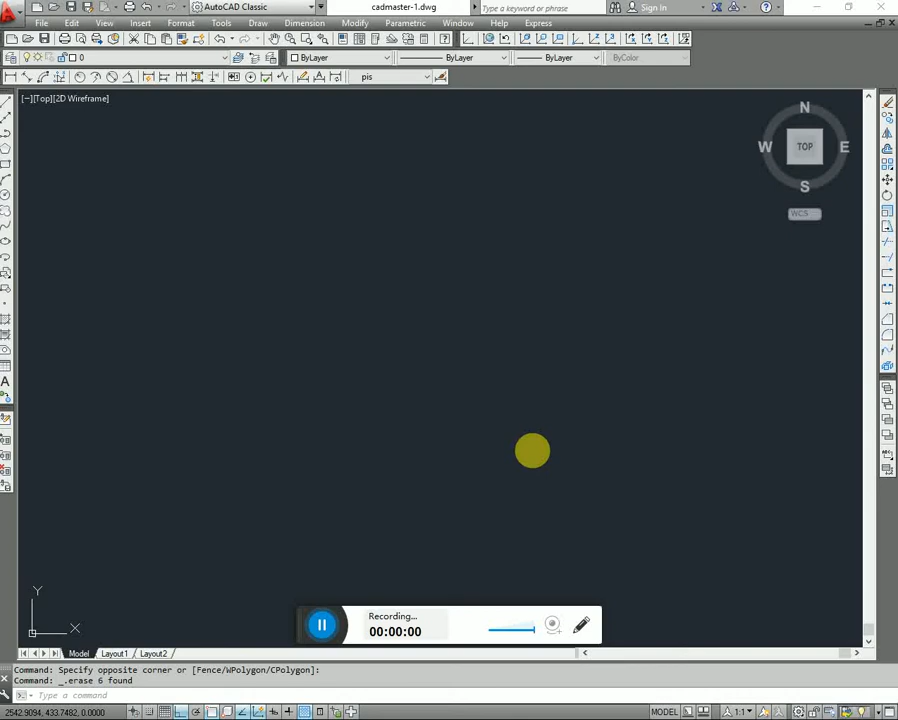 AutoCAD Classic
cadmaster-1.dwg
Type a keyword or phrase
Sign In
File Edit View Insert Format Tools Draw Dimension Modify Parametric Window Help Express
0
ByLayer
ByLayer
ByLayer
ByColor
pis
[−][Top][2D Wireframe]
N
W
TOP
E
S
WCS
Y
X
A
Recording...
00:00:00
Model Layout1 Layout2
Command: Specify opposite corner or [Fence/WPolygon/CPolygon]:
Command: _.erase 6 found
Type a command
2542.9094, 433.7482, 0.0000
MODEL
1:1